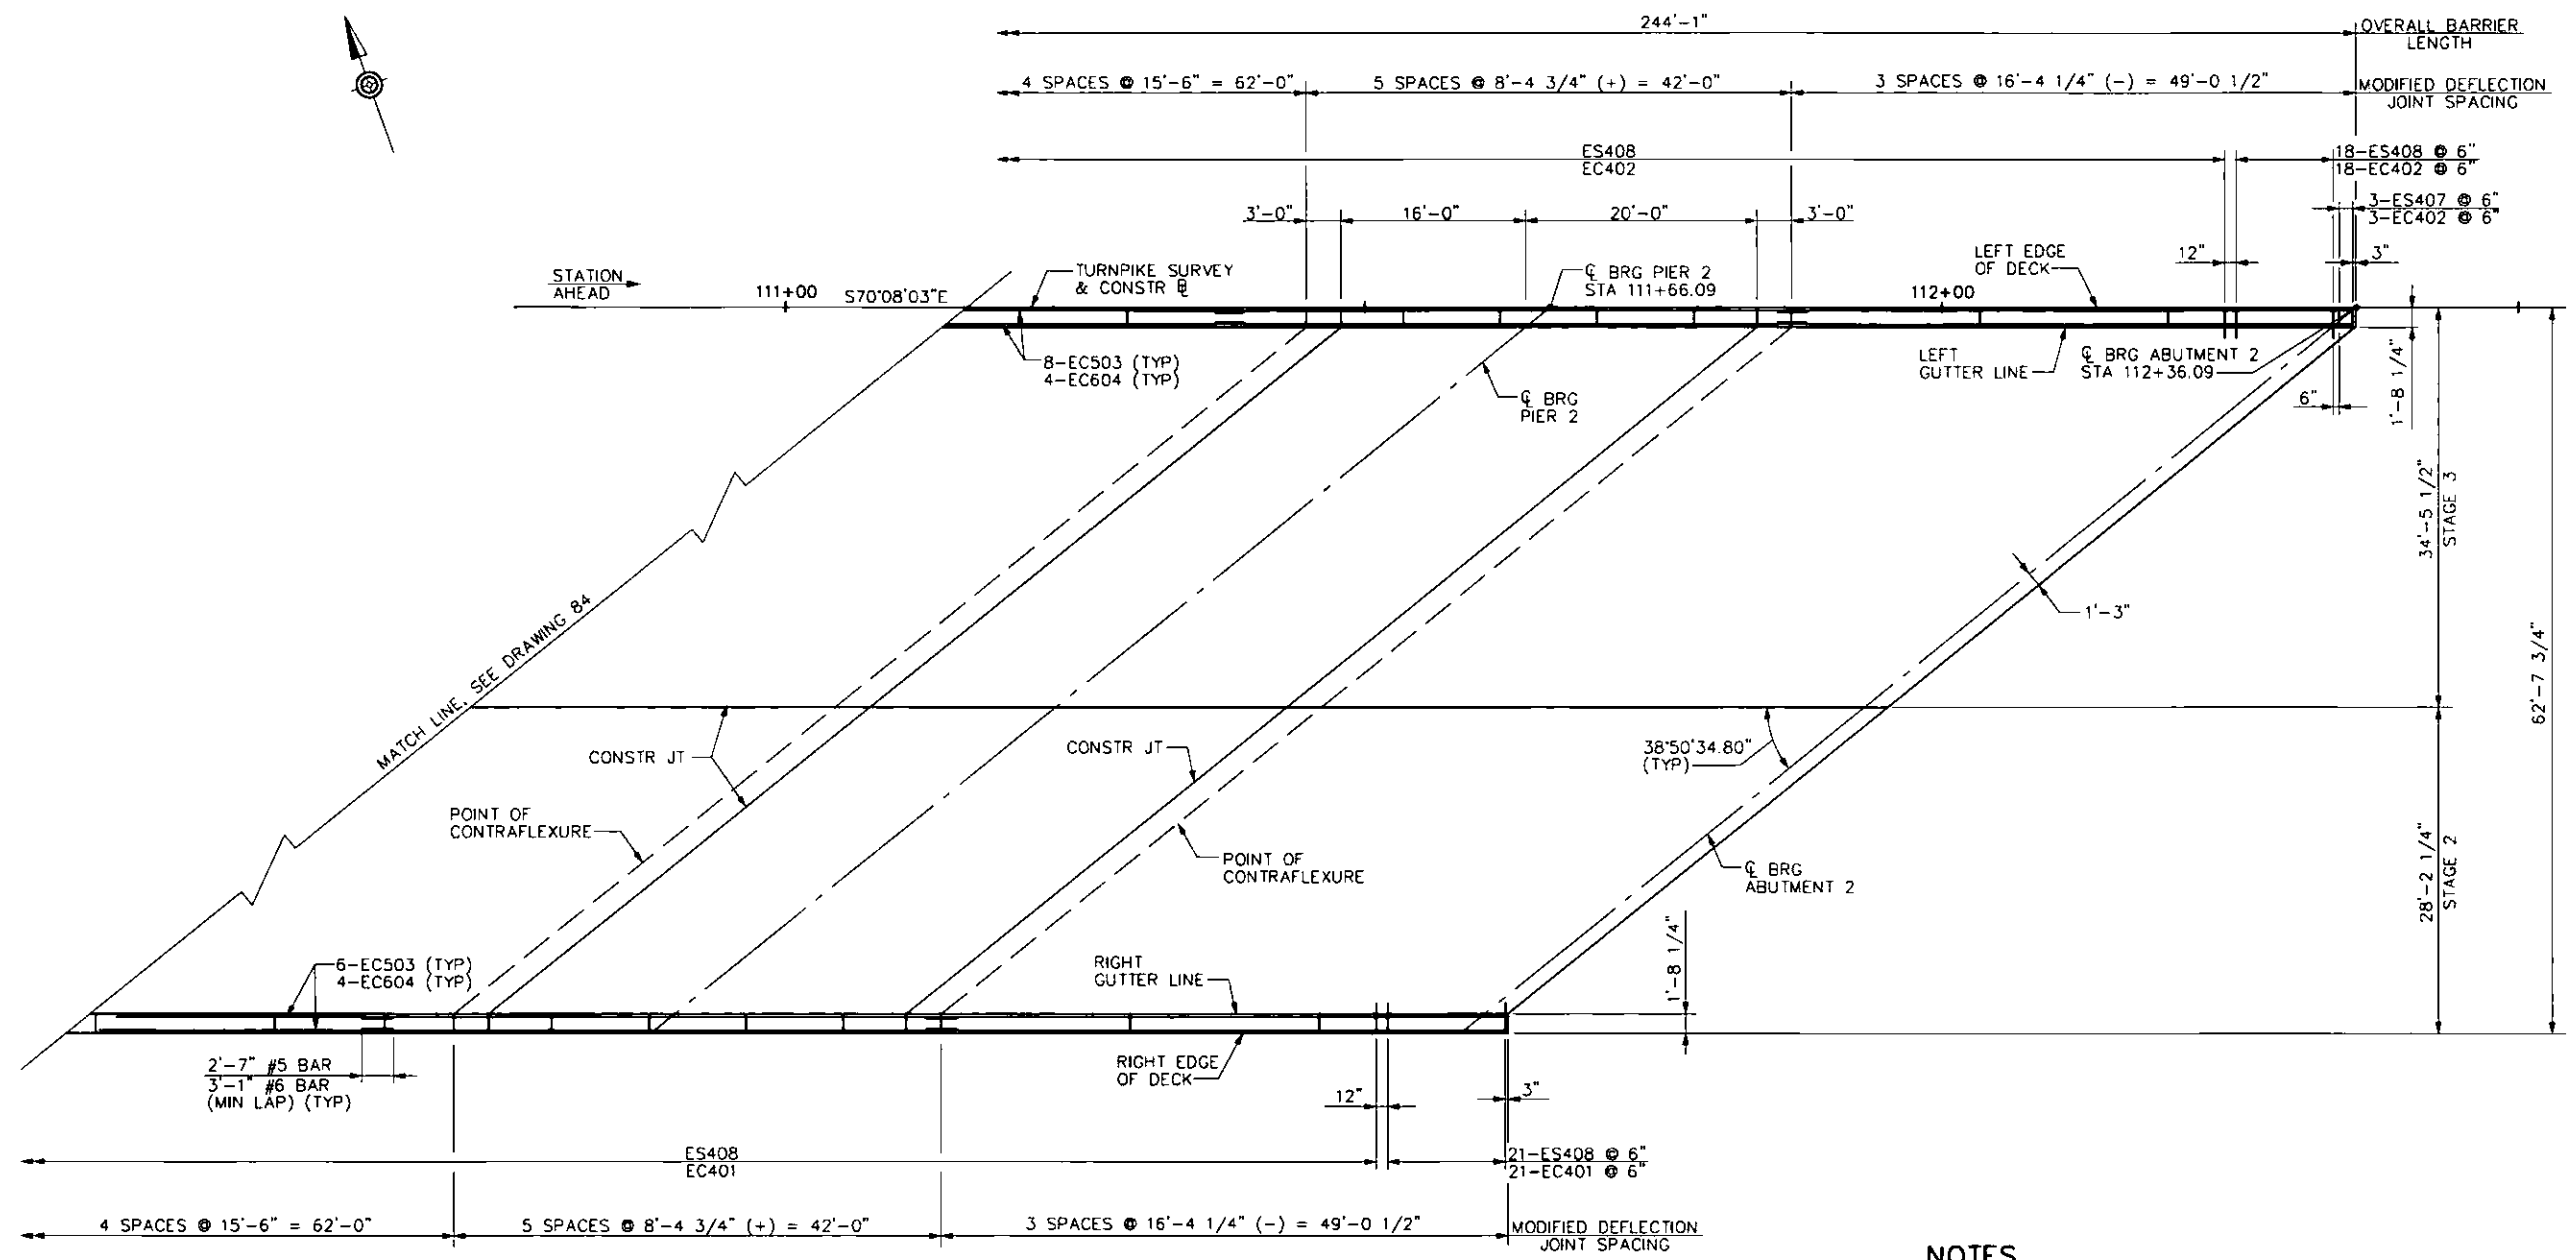 244'-1"
OVERALL BARRIER
LENGTH
4 SPACES @ 15'-6" = 62'-0"
5 SPACES @ 8'-4 3/4" (+) = 42'-0"
3 SPACES @ 16'-4 1/4" (-) = 49'-0 1/2"
MODIFIED DEFLECTION
JOINT SPACING
ES408
EC402
18-ES408 @ 6"
18-EC402 @ 6"
3-ES407 @ 6"
3-EC402 @ 6"
3'-0"
16'-0"
20'-0"
3'-0"
12"
3"
STATION
AHEAD
111+00
S70°08'03"E
TURNPIKE SURVEY
& CONSTR ℄
℄ BRG PIER 2
STA 111+66.09
LEFT EDGE
OF DECK
112+00
8-EC503 (TYP)
4-EC604 (TYP)
℄ BRG
PIER 2
LEFT
GUTTER LINE
℄ BRG ABUTMENT 2
STA 112+36.09
6"
1'-8 1/4"
34'-5 1/2"
STAGE 3
MATCH LINE, SEE DRAWING 84
1'-3"
62'-7 3/4"
CONSTR JT
CONSTR JT
38°50'34.80"
(TYP)
POINT OF
CONTRAFLEXURE
POINT OF
CONTRAFLEXURE
℄ BRG
ABUTMENT 2
28'-2 1/4"
STAGE 2
6-EC503 (TYP)
4-EC604 (TYP)
RIGHT
GUTTER LINE
1'-8 1/4"
2'-7" #5 BAR
3'-1" #6 BAR
(MIN LAP) (TYP)
RIGHT EDGE
OF DECK
12"
3"
ES408
EC401
21-ES408 @ 6"
21-EC401 @ 6"
4 SPACES @ 15'-6" = 62'-0"
5 SPACES @ 8'-4 3/4" (+) = 42'-0"
3 SPACES @ 16'-4 1/4" (-) = 49'-0 1/2"
MODIFIED DEFLECTION
JOINT SPACING
NOTES